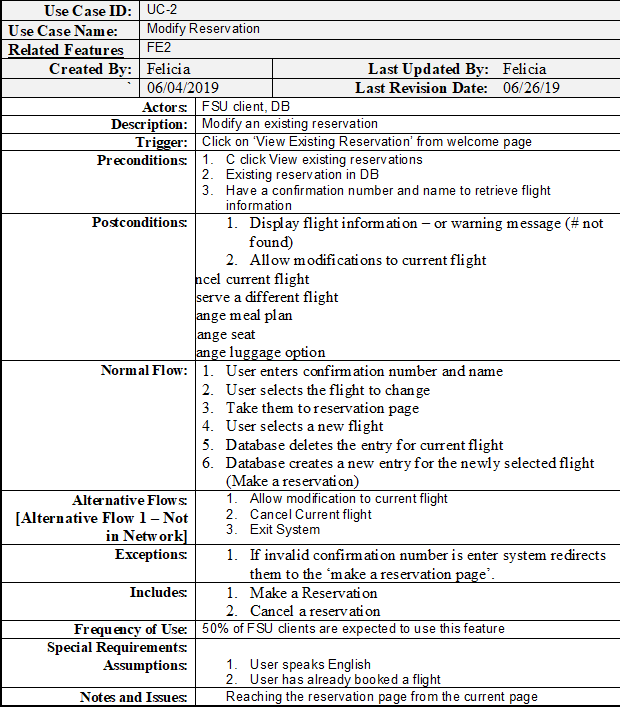 Use Case ID: UC-2
Use Case Name: Modify Reservation
Related Features FE2
Created By: Felicia Last Updated By: Felicia
` 06/04/2019 Last Revision Date: 06/26/19
Actors: FSU client, DB
Description: Modify an existing reservation
Trigger: Click on ‘View Existing Reservation’ from welcome page
Preconditions: 1. C click View existing reservations
2. Existing reservation in DB
3. Have a confirmation number and name to retrieve flight
information
Postconditions: 1. Display flight information – or warning message (# not
found)
2. Allow modifications to current flight
ncel current flight
serve a different flight
ange meal plan
ange seat
ange luggage option
Normal Flow: 1. User enters confirmation number and name
2. User selects the flight to change
3. Take them to reservation page
4. User selects a new flight
5. Database deletes the entry for current flight
6. Database creates a new entry for the newly selected flight
(Make a reservation)
Alternative Flows: 1. Allow modification to current flight
[Alternative Flow 1 – Not 2. Cancel Current flight
in Network] 3. Exit System
Exceptions: 1. If invalid confirmation number is enter system redirects
them to the ‘make a reservation page’.
Includes: 1. Make a Reservation
2. Cancel a reservation
Frequency of Use: 50% of FSU clients are expected to use this feature
Special Requirements:
Assumptions: 1. User speaks English
2. User has already booked a flight
Notes and Issues: Reaching the reservation page from the current page